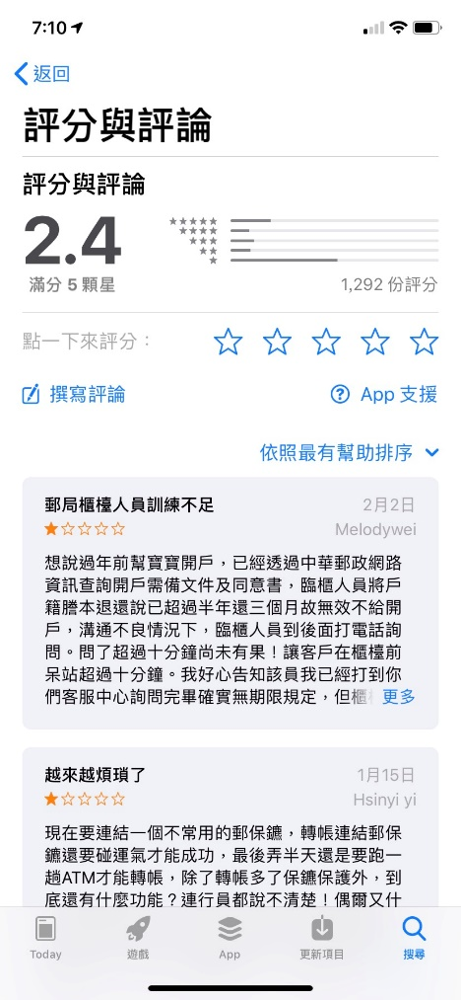 7:10
返回
評分與評論
評分與評論
2.4
滿分 5 顆星
1,292 份評分
點一下來評分：
撰寫評論
App 支援
依照最有幫助排序
郵局櫃檯人員訓練不足
2月2日
Melodywei
想說過年前幫寶寶開戶，已經透過中華郵政網路
資訊查詢開戶需備文件及同意書，臨櫃人員將戶
籍謄本退還說已超過半年還三個月故無效不給開
戶，溝通不良情況下，臨櫃人員到後面打電話詢
問。問了超過十分鐘尚未有果！讓客戶在櫃檯前
呆站超過十分鐘。我好心告知該員我已經打到你
們客服中心詢問完畢確實無期限規定，但櫃 更多
越來越煩瑣了
1月15日
Hsinyi yi
現在要連結一個不常用的郵保鑣，轉帳連結郵保
鑣還要碰運氣才能成功，最後弄半天還是要跑一
趟ATM才能轉帳，除了轉帳多了保鑣保護外，到
底還有什麼功能？連行員都說不清楚！偶爾又什
Today
遊戲
App
更新項目
搜尋